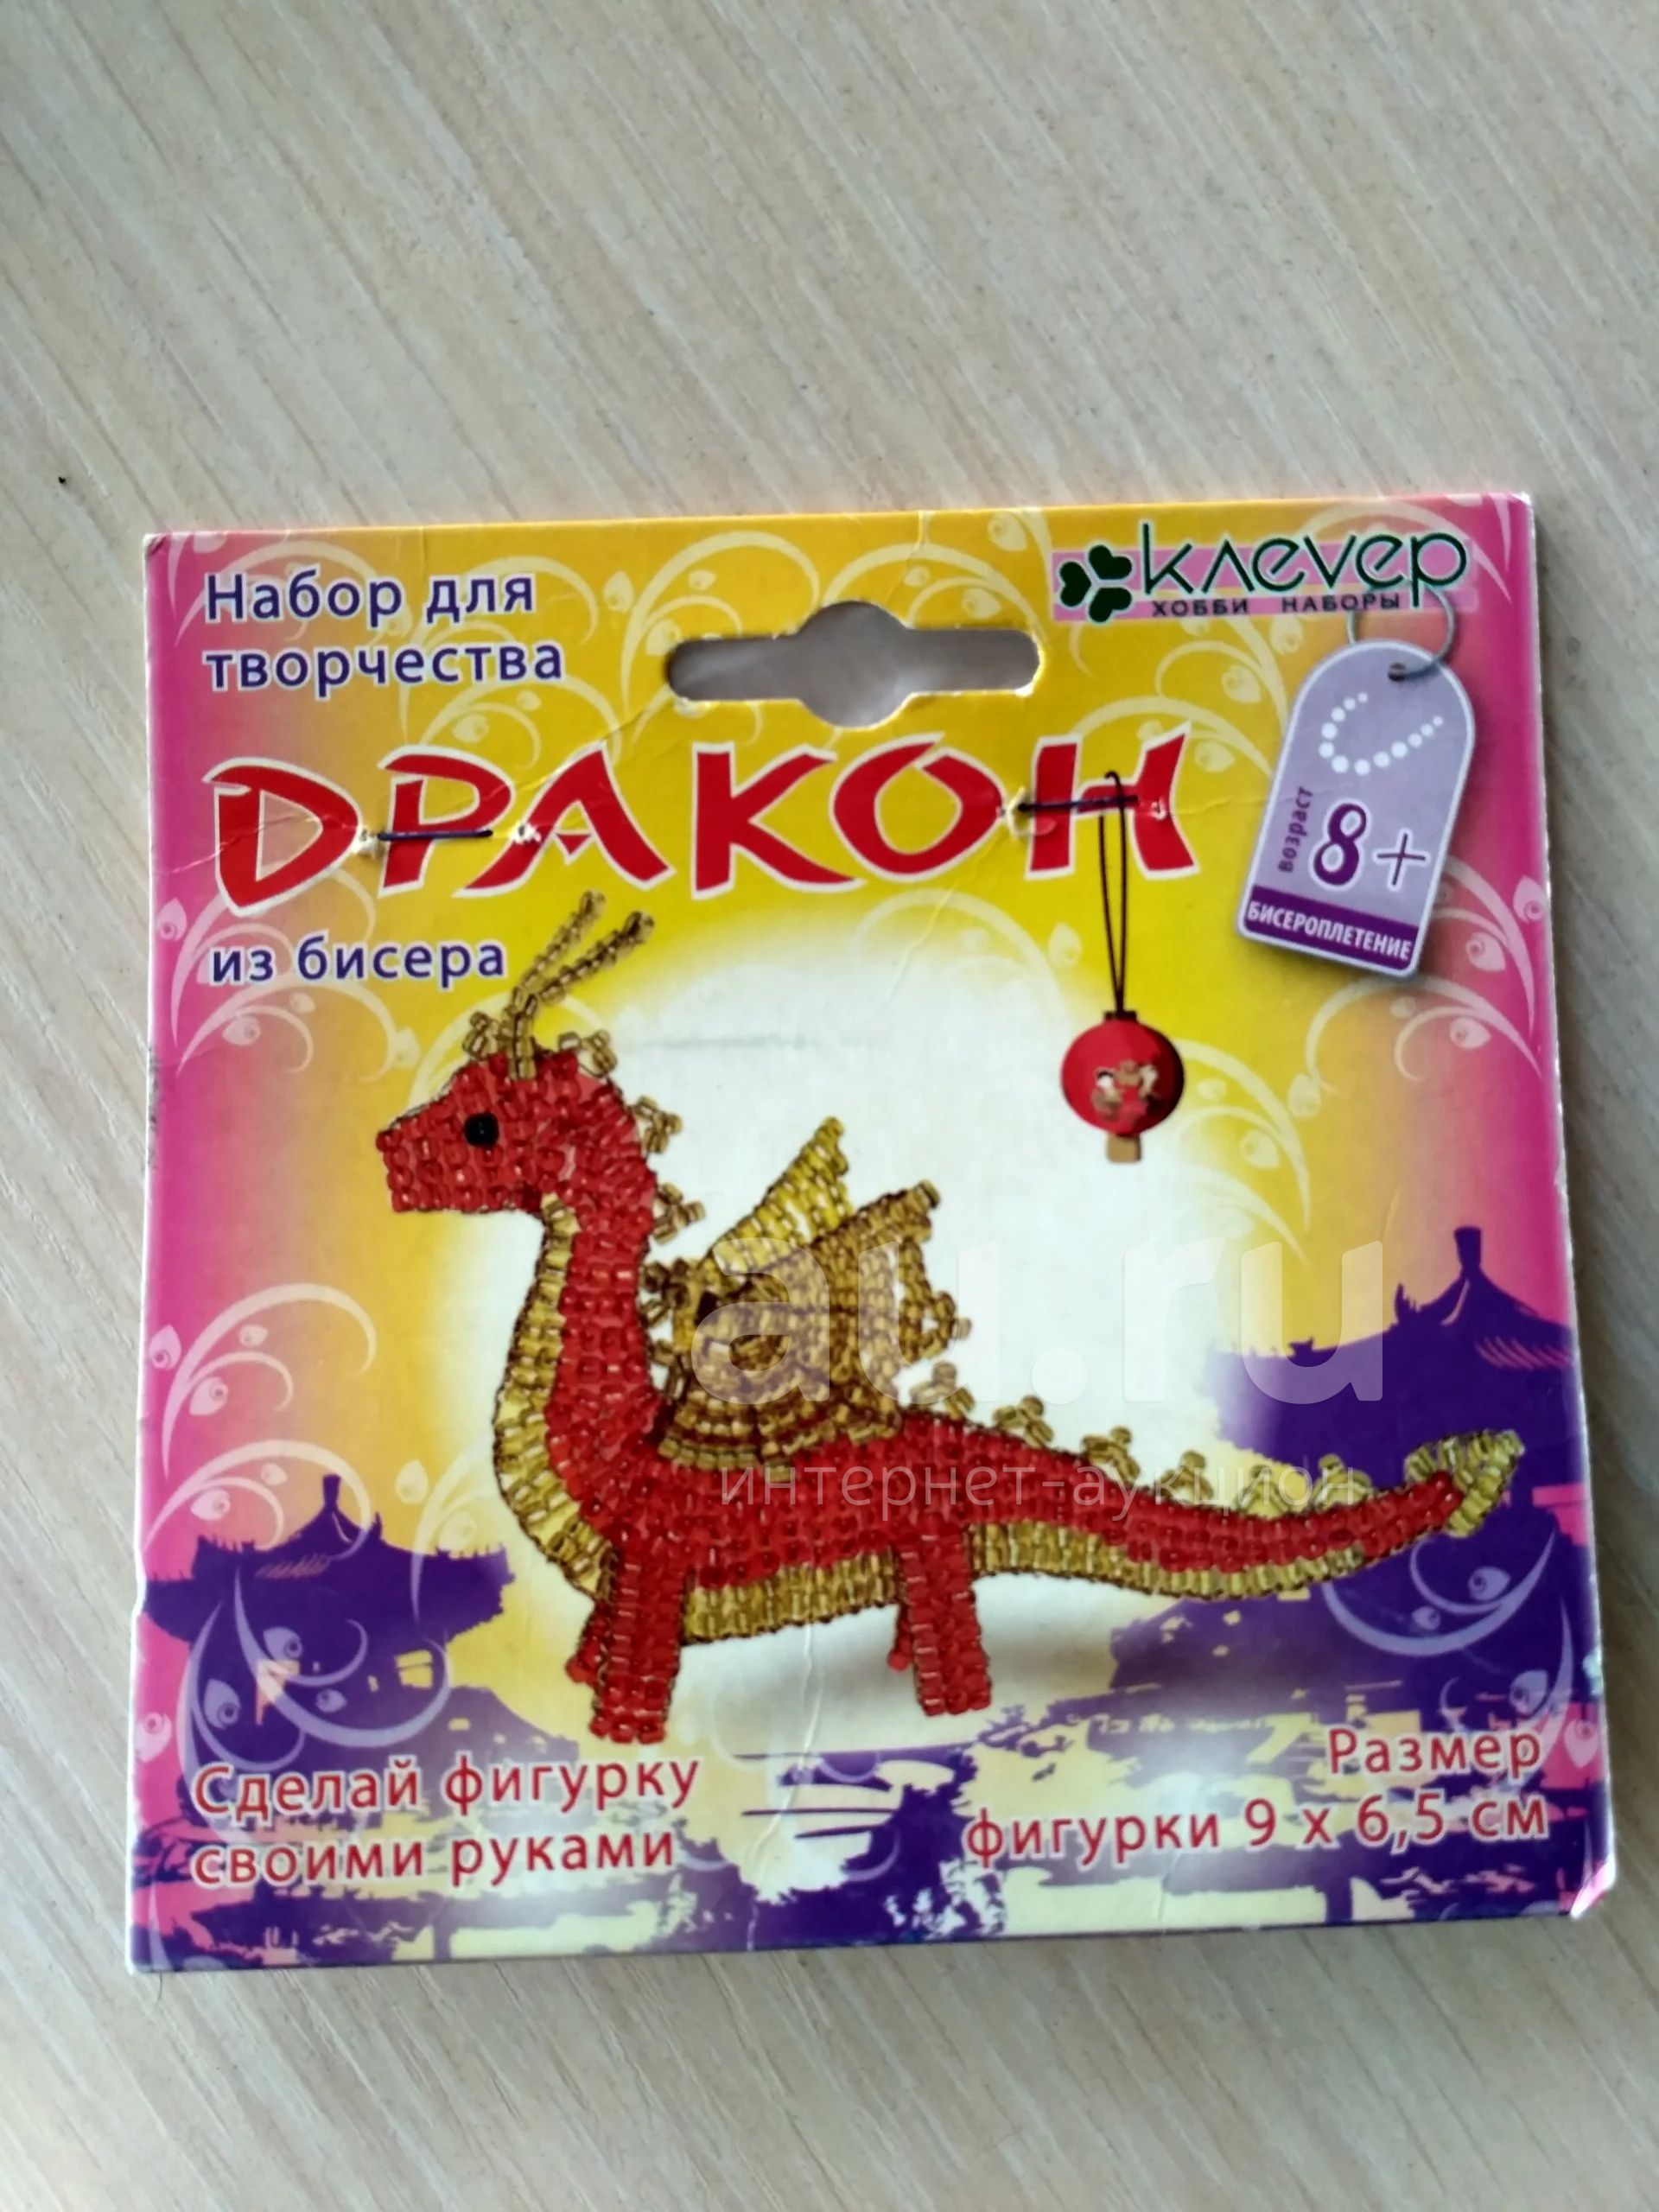 Набор для
творчества
клевер
ХОББИ НАБОРЫ
ДРАКОН
из бисера
возраст
8+
БИСЕРОПЛЕТЕНИЕ
au.ru
интернет-аукцион
Сделай фигурку
своими руками
Размер
фигурки 9 х 6,5 см